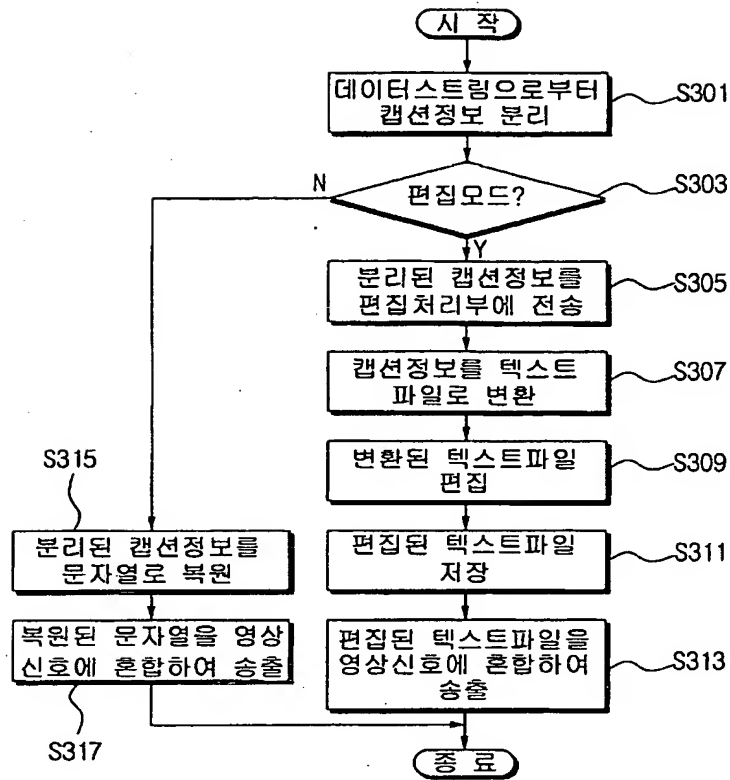 시 작
데이터스트림으로부터
캡션정보 분리
S301
편집모드?
S303
N
Y
분리된 캡션정보를
편집처리부에 전송
S305
캡션정보를 텍스트
파일로 변환
S307
변환된 텍스트파일
편집
S309
편집된 텍스트파일
저장
S311
편집된 텍스트파일을
영상신호에 혼합하여
송출
S313
S315
분리된 캡션정보를
문자열로 복원
복원된 문자열을 영상
신호에 혼합하여 송출
S317
종 료